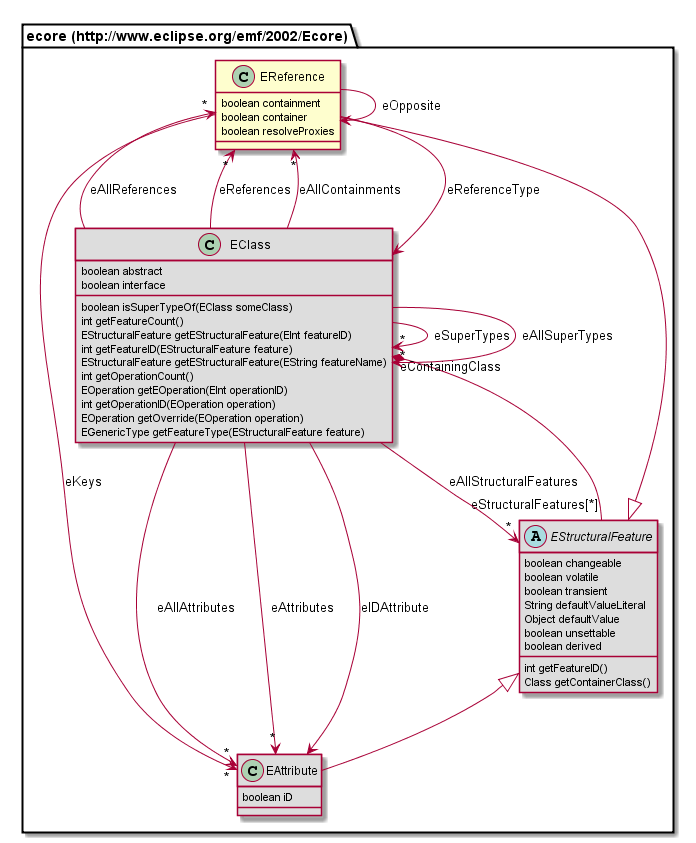 ecore (http://www.eclipse.org/emf/2002/Ecore)
C EReference
boolean containment
boolean container
boolean resolveProxies
eOpposite
*
*
*
eAllReferences
eReferences
eAllContainments
eReferenceType
C EClass
boolean abstract
boolean interface
boolean isSuperTypeOf(EClass someClass)
int getFeatureCount()
EStructuralFeature getEStructuralFeature(EInt featureID)
int getFeatureID(EStructuralFeature feature)
EStructuralFeature getEStructuralFeature(EString featureName)
int getOperationCount()
EOperation getEOperation(EInt operationID)
int getOperationID(EOperation operation)
EOperation getOverride(EOperation operation)
EGenericType getFeatureType(EStructuralFeature feature)
*
eSuperTypes
eAllSuperTypes
*
eContainingClass
eKeys
eAllStructuralFeatures
eStructuralFeatures[*]
*
A EStructuralFeature
boolean changeable
boolean volatile
boolean transient
String defaultValueLiteral
Object defaultValue
boolean unsettable
boolean derived
int getFeatureID()
Class getContainerClass()
eAllAttributes
eAttributes
eIDAttribute
*
*
*
C EAttribute
boolean iD